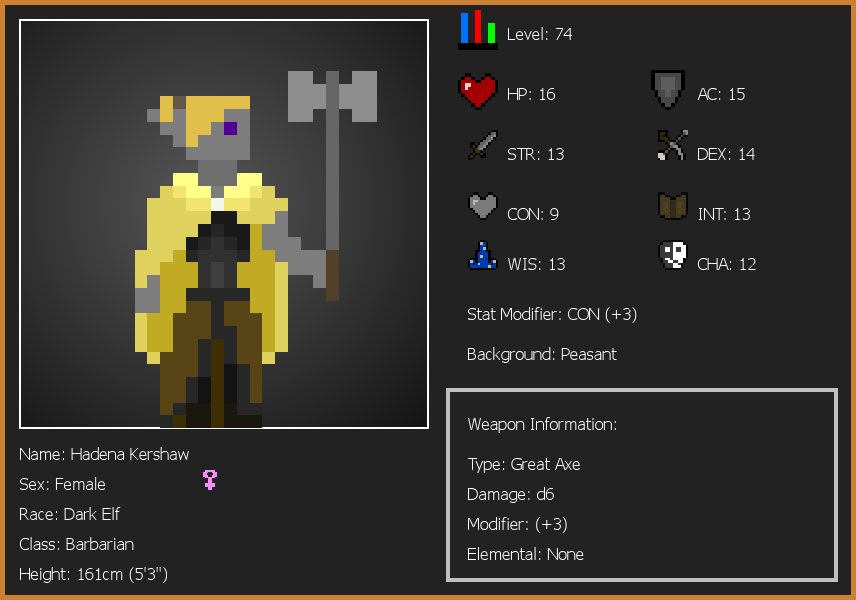 Level: 74
HP: 16
AC: 15
STR: 13
DEX: 14
CON: 9
INT: 13
WIS: 13
CHA: 12
Stat Modifier: CON (+3)
Background: Peasant
Weapon Information:
Type: Great Axe
Damage: d6
Modifier: (+3)
Elemental: None
Name: Hadena Kershaw
Sex: Female
Race: Dark Elf
Class: Barbarian
Height: 161cm (5'3")